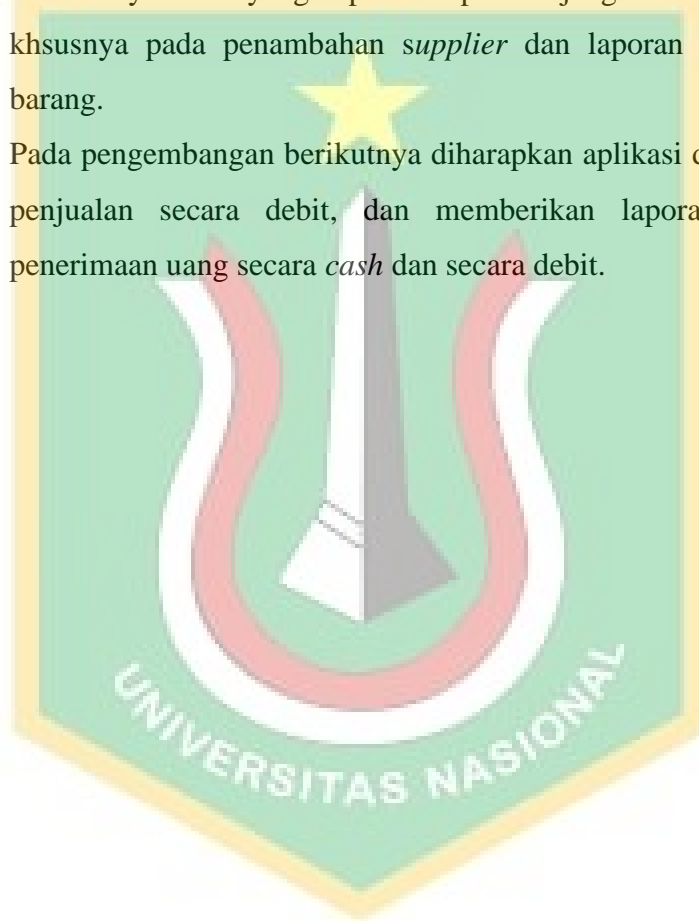 khsusnya pada penambahan supplier dan laporan
barang.
Pada pengembangan berikutnya diharapkan aplikasi
penjualan secara debit, dan memberikan
penerimaan uang secara cash dan secara debit.
UNIVERSITAS NASIONAL